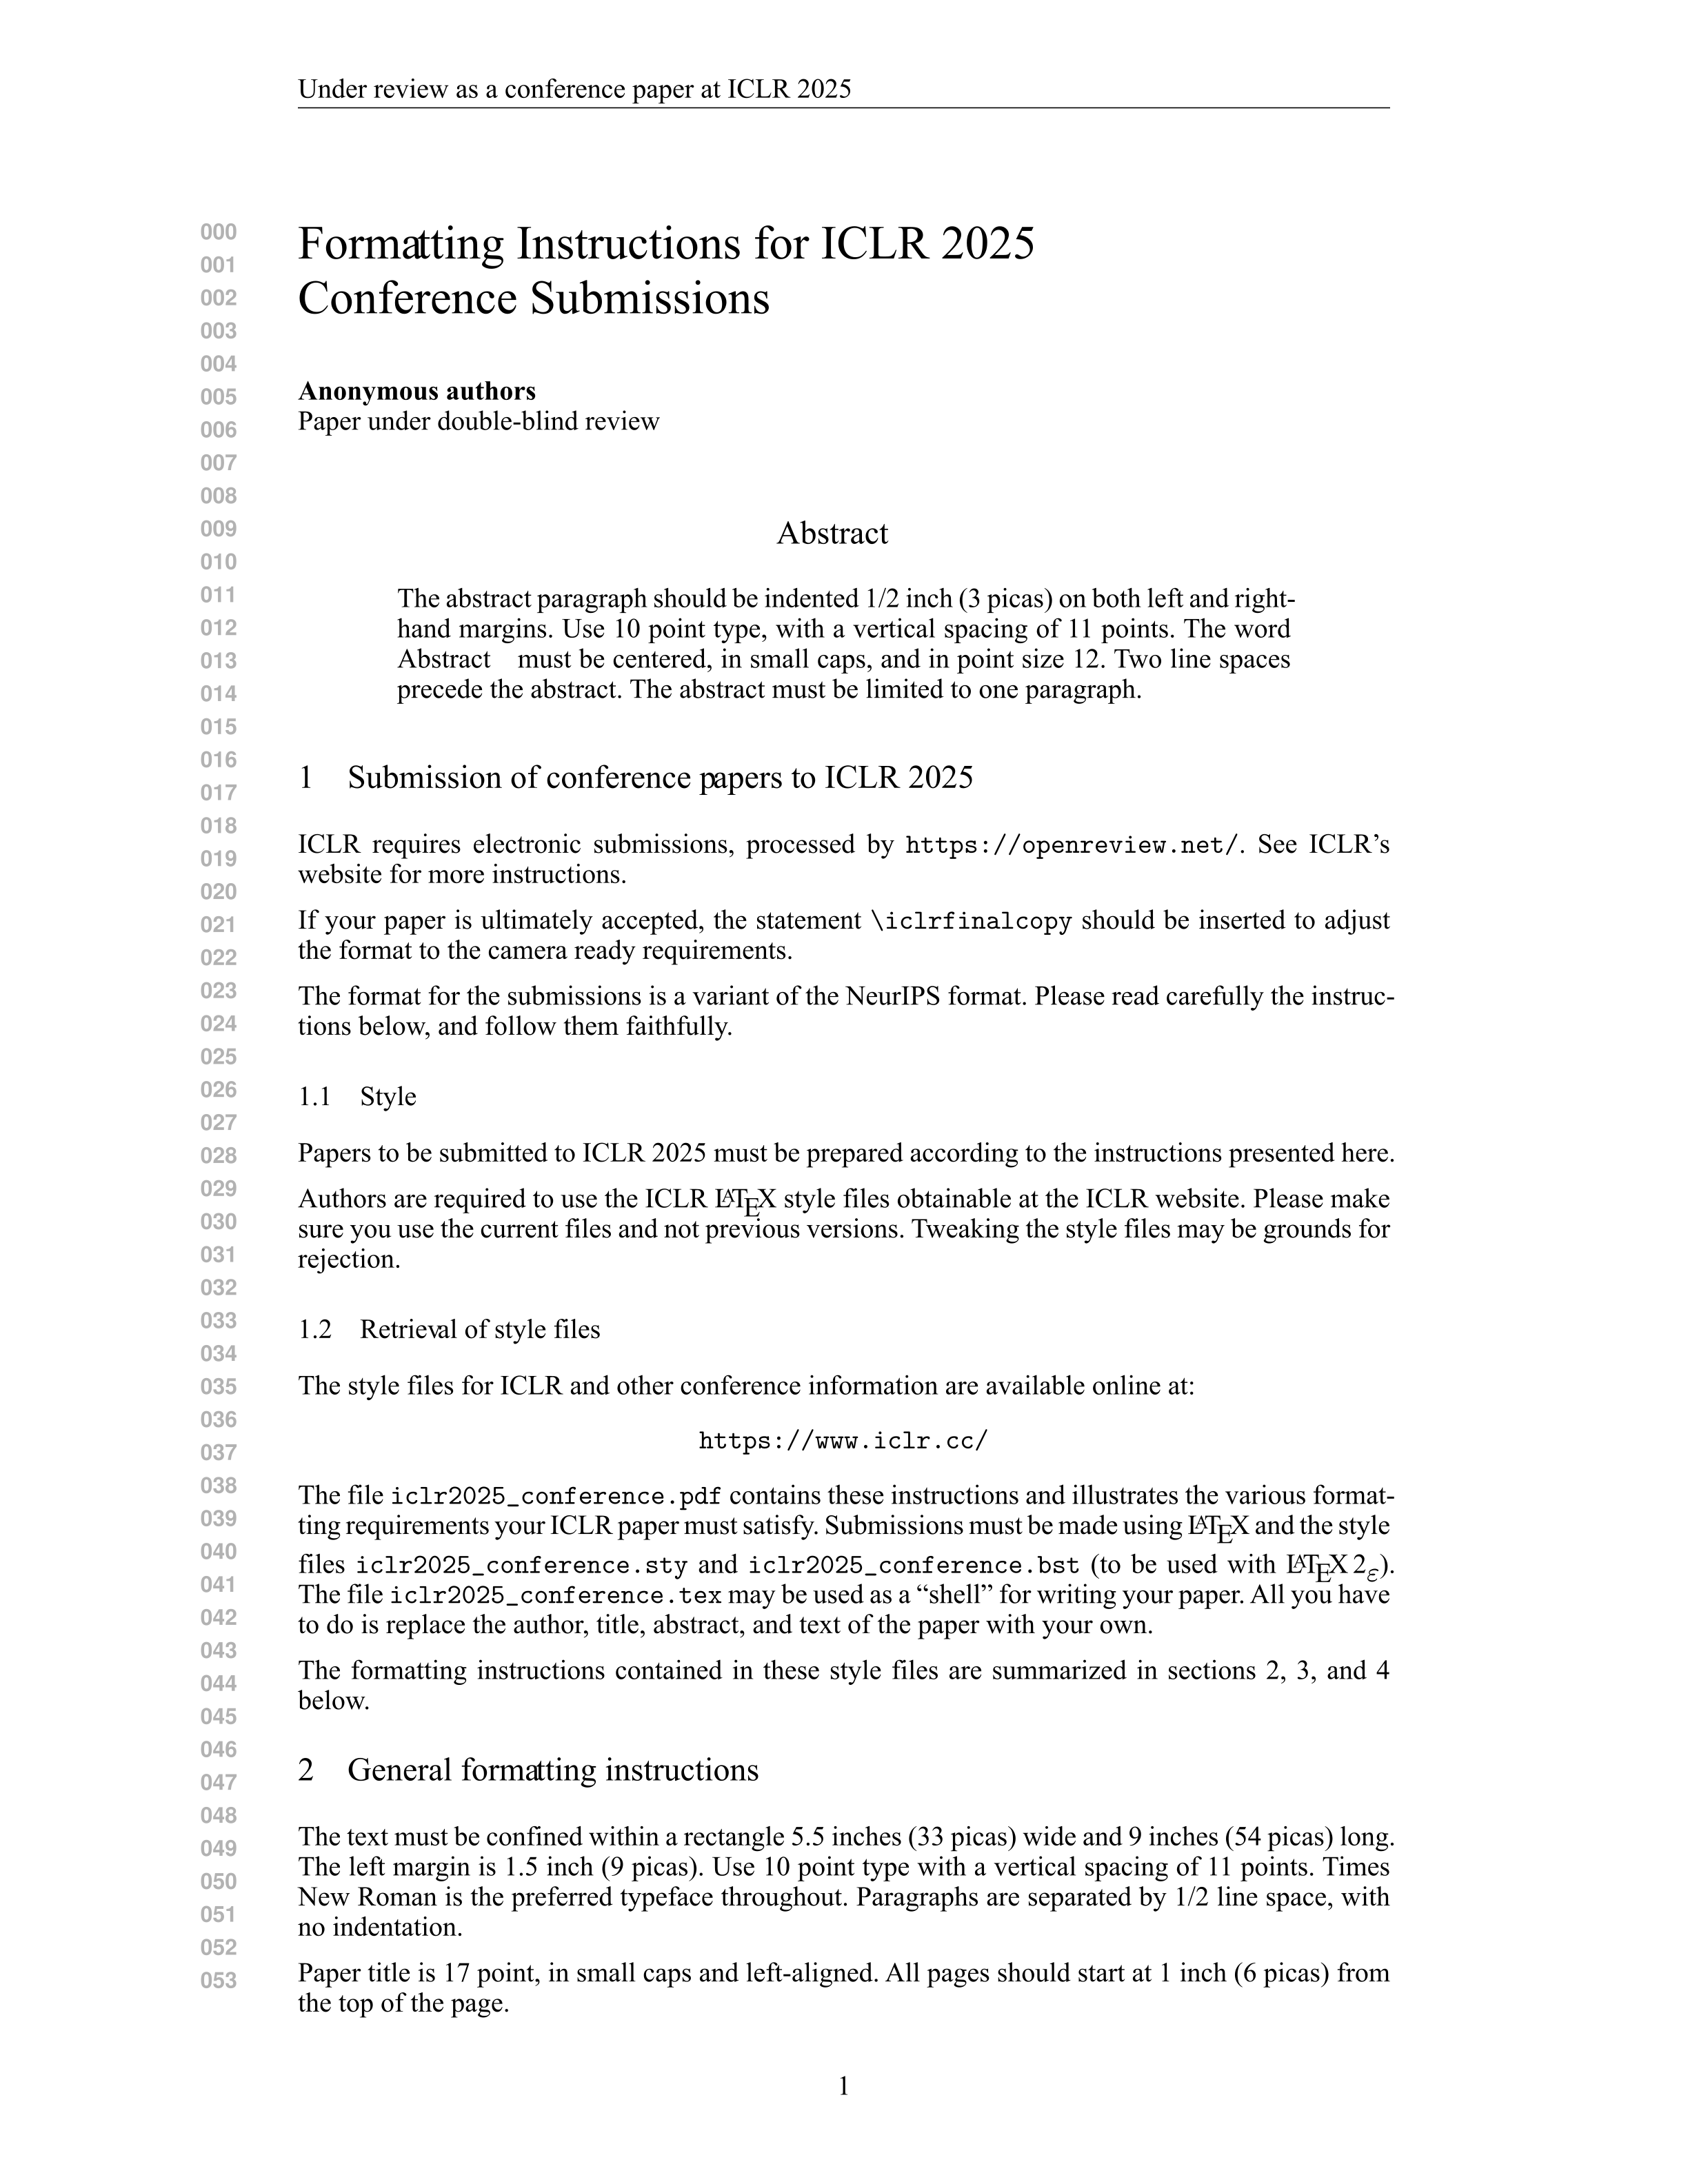 Under review as a conference paper at ICLR 2025
000
001
002
003
004
005
006
007
008
009
010
011
012
013
014
015
016
017
018
019
020
021
022
023
024
025
026
027
028
029
030
031
032
033
034
035
036
037
038
039
040
041
042
043
044
045
046
047
048
049
050
051
052
053
Formatting Instructions for ICLR 2025
Conference Submissions
Anonymous authors
Paper under double-blind review
Abstract
The abstract paragraph should be indented 1/2 inch (3 picas) on both left and right-
hand margins. Use 10 point type, with a vertical spacing of 11 points. The word
Abstract must be centered, in small caps, and in point size 12. Two line spaces
precede the abstract. The abstract must be limited to one paragraph.
1 Submission of conference papers to ICLR 2025
ICLR requires electronic submissions, processed by https://openreview.net/. See ICLR’s
website for more instructions.
If your paper is ultimately accepted, the statement \iclrfinalcopy should be inserted to adjust
the format to the camera ready requirements.
The format for the submissions is a variant of the NeurIPS format. Please read carefully the instruc-
tions below, and follow them faithfully.
1.1 Style
Papers to be submitted to ICLR 2025 must be prepared according to the instructions presented here.
Authors are required to use the ICLR LATEX style files obtainable at the ICLR website. Please make
sure you use the current files and not previous versions. Tweaking the style files may be grounds for
rejection.
1.2 Retrieval of style files
The style files for ICLR and other conference information are available online at:
https://www.iclr.cc/
The file iclr2025_conference.pdf contains these instructions and illustrates the various format-
ting requirements your ICLR paper must satisfy. Submissions must be made using LATEX and the style
files iclr2025_conference.sty and iclr2025_conference.bst (to be used with LATEX 2ε).
The file iclr2025_conference.tex may be used as a “shell” for writing your paper. All you have
to do is replace the author, title, abstract, and text of the paper with your own.
The formatting instructions contained in these style files are summarized in sections 2, 3, and 4
below.
2 General formatting instructions
The text must be confined within a rectangle 5.5 inches (33 picas) wide and 9 inches (54 picas) long.
The left margin is 1.5 inch (9 picas). Use 10 point type with a vertical spacing of 11 points. Times
New Roman is the preferred typeface throughout. Paragraphs are separated by 1/2 line space, with
no indentation.
Paper title is 17 point, in small caps and left-aligned. All pages should start at 1 inch (6 picas) from
the top of the page.
1